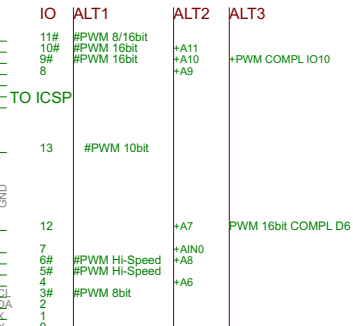 IO ALT1 ALT2 ALT3
11# #PWM 8/16bit
10# #PWM 16bit +A11
9# #PWM 16bit +A10 +PWM COMPL IO10
8 +A9
TO ICSP
13 #PWM 10bit
GND
12 +A7 PWM 16bit COMPL D6
7 +AIN0
6# #PWM Hi-Speed +A8
5# #PWM Hi-Speed
4 +A6
3# #PWM 8bit
2
1